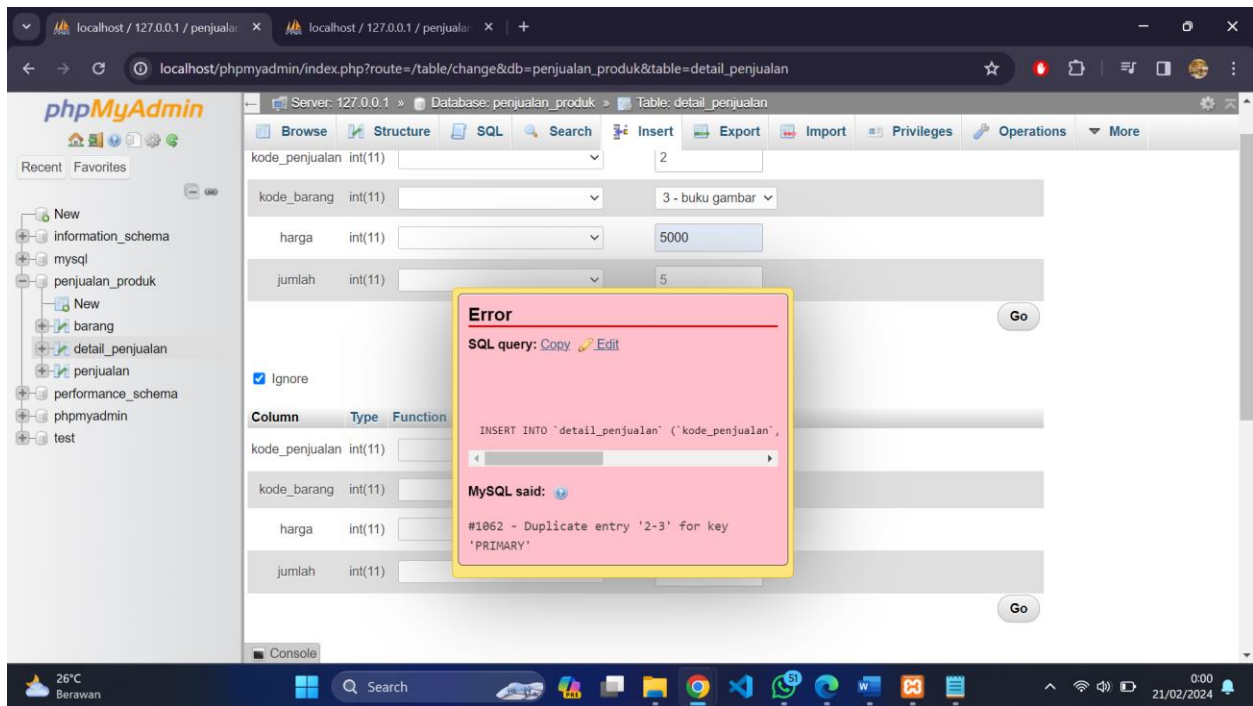 localhost / 127.0.0.1 / penjualan
localhost / 127.0.0.1 / penjualan
localhost/phpmyadmin/index.php?route=/table/change&db=penjualan_produk&table=detail_penjualan
phpMyAdmin
Recent Favorites
New
information_schema
mysql
penjualan_produk
New
barang
detail_penjualan
penjualan
performance_schema
phpmyadmin
test
Server: 127.0.0.1 » Database: penjualan_produk » Table: detail_penjualan
Browse Structure SQL Search Insert Export Import Privileges Operations More
kode_penjualan int(11) 2
kode_barang int(11) 3 - buku gambar
harga int(11) 5000
jumlah int(11) 5
Go
Ignore
Column Type Function
kode_penjualan int(11)
kode_barang int(11)
harga int(11)
jumlah int(11)
Go
Error
SQL query: Copy Edit
INSERT INTO `detail_penjualan` (`kode_penjualan`,
MySQL said:
#1062 - Duplicate entry '2-3' for key
'PRIMARY'
Console
26°C
Berawan
Search
PRE
51
0:00
21/02/2024